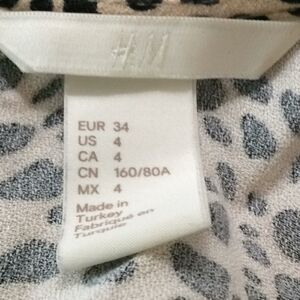 H&M
EUR 34
US 4
CA 4
CN 160/80A
MX 4
Made in
Turkey
Fabriqué en
Turquie